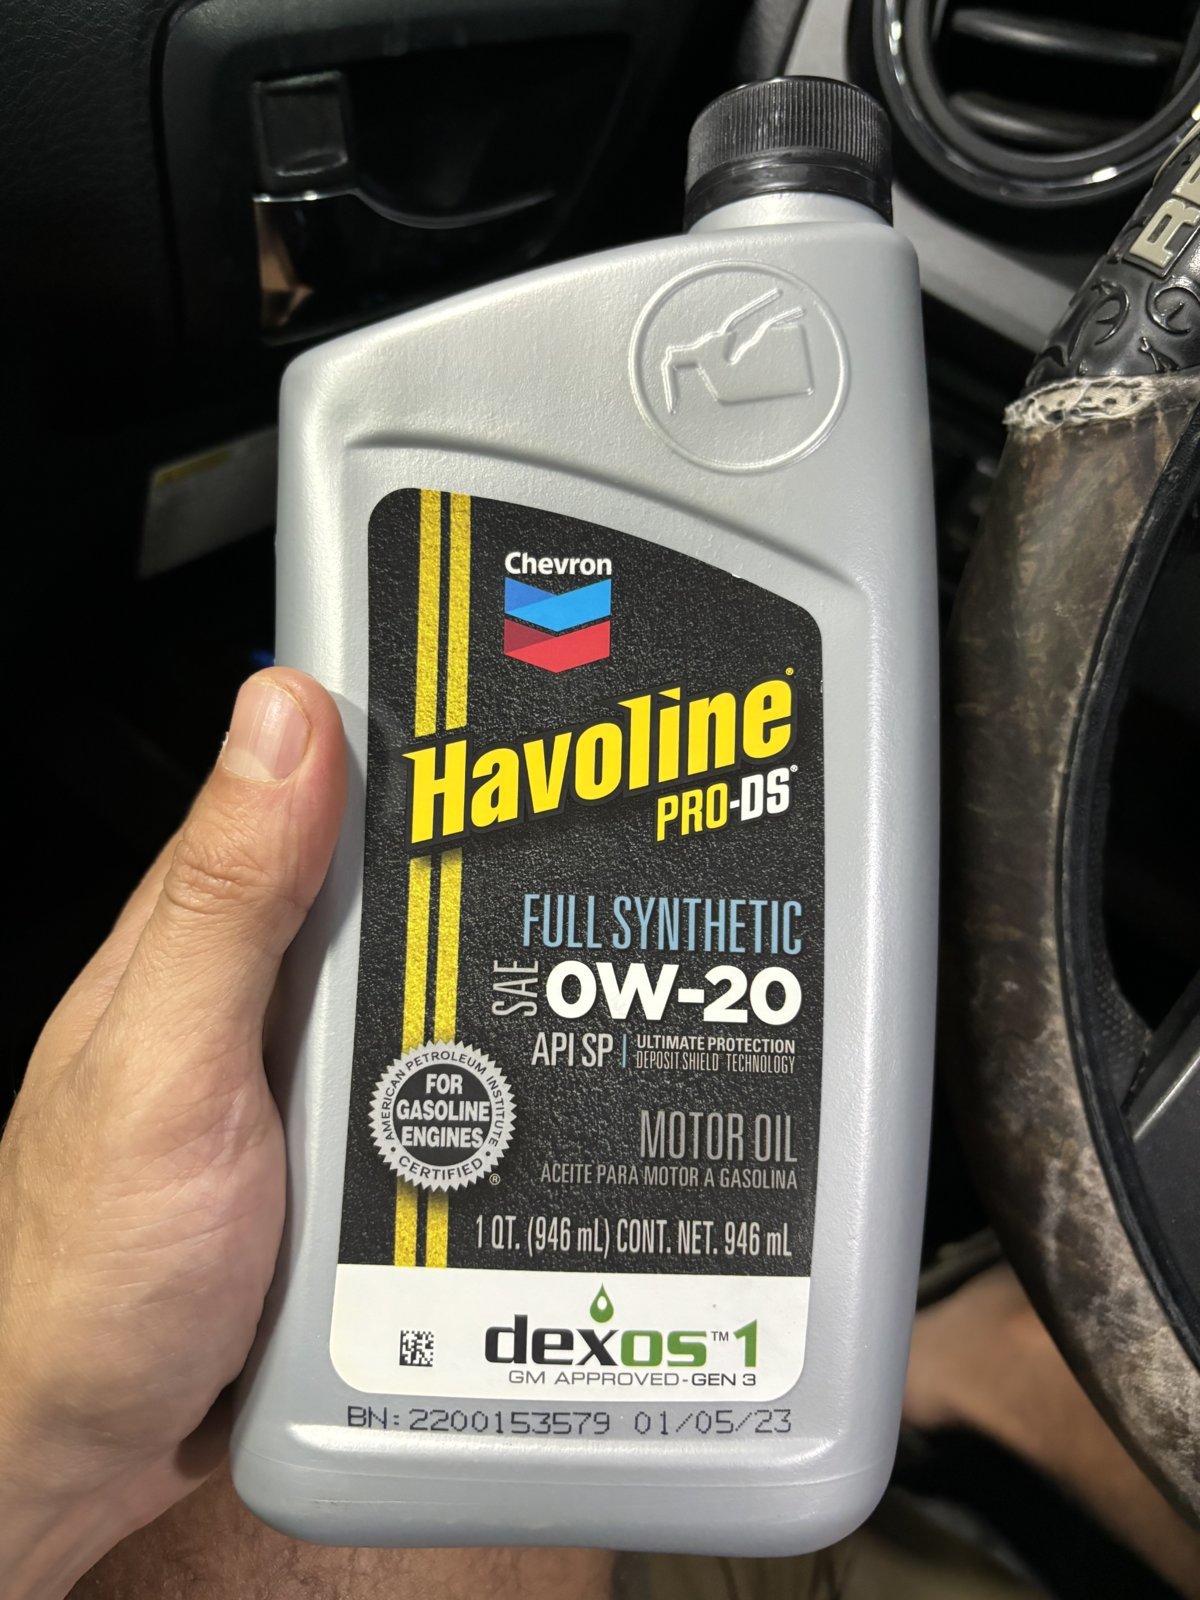 Chevron
Havoline®
PRO-DS®
FULL SYNTHETIC
SAE 0W-20
API SP | ULTIMATE PROTECTION
DEPOSIT SHIELD® TECHNOLOGY
AMERICAN PETROLEUM INSTITUTE
FOR
GASOLINE
ENGINES
CERTIFIED
®
MOTOR OIL
ACEITE PARA MOTOR A GASOLINA
1 QT. (946 mL) CONT. NET. 946 mL
dexos™1
GM APPROVED-GEN 3
BN:2200153579 01/05/23